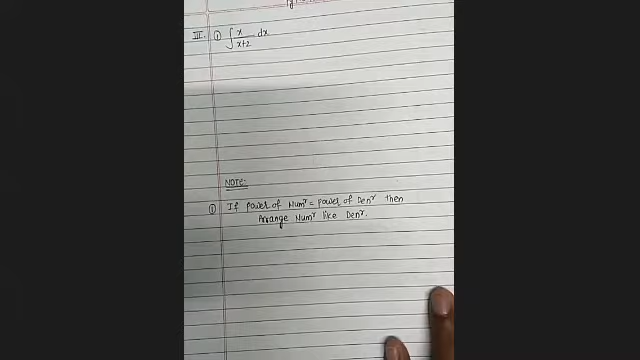 III. ① ∫ x/(x+2) dx
NOTE:
① If power of Numʳ = power of Denʳ then
Arrange Numʳ like Denʳ.